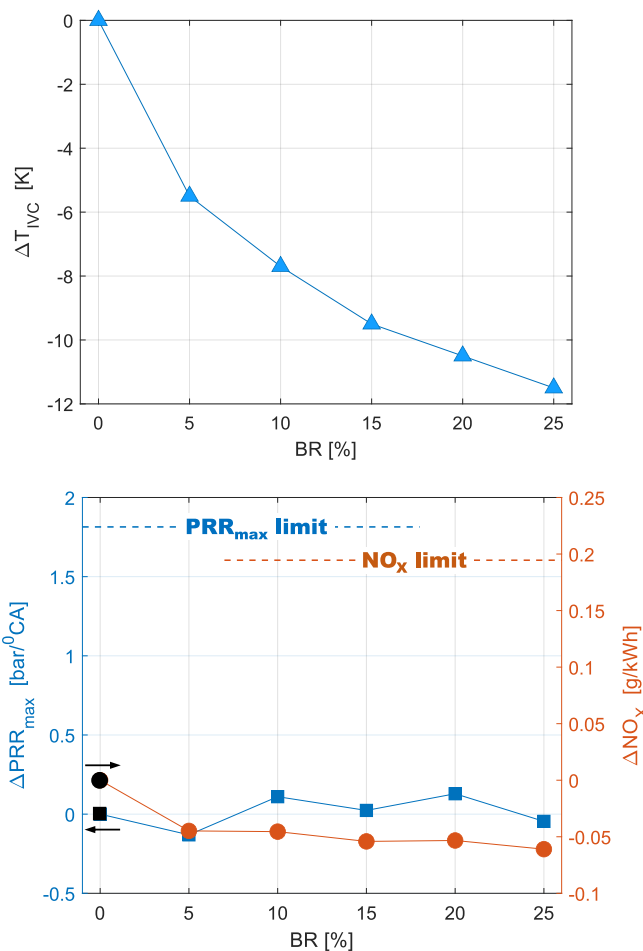 0
-2
-4
-6
-8
-10
-12
ΔT_IVC [K]
0 5 10 15 20 25
BR [%]
2
1.5
1
0.5
0
-0.5
ΔPRR_max [bar/⁰CA]
PRR_max limit
NO_X limit
0.25
0.2
0.15
0.1
0.05
0
-0.05
-0.1
ΔNO_X [g/kWh]
0 5 10 15 20 25
BR [%]